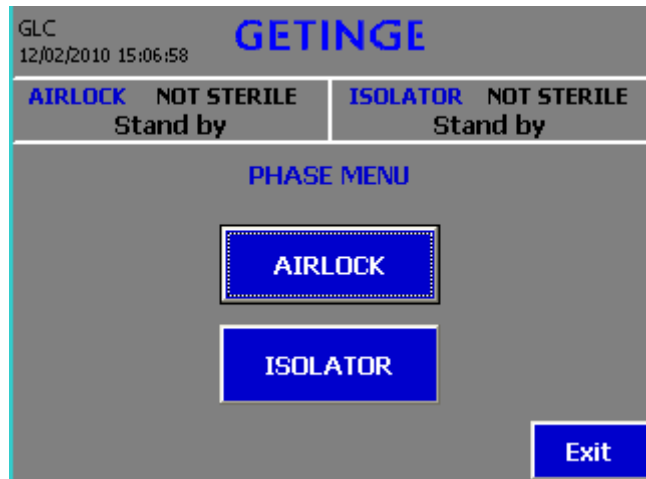 GLC
12/02/2010 15:06:58
GETINGE
AIRLOCK NOT STERILE
Stand by
ISOLATOR NOT STERILE
Stand by
PHASE MENU
AIRLOCK
ISOLATOR
Exit